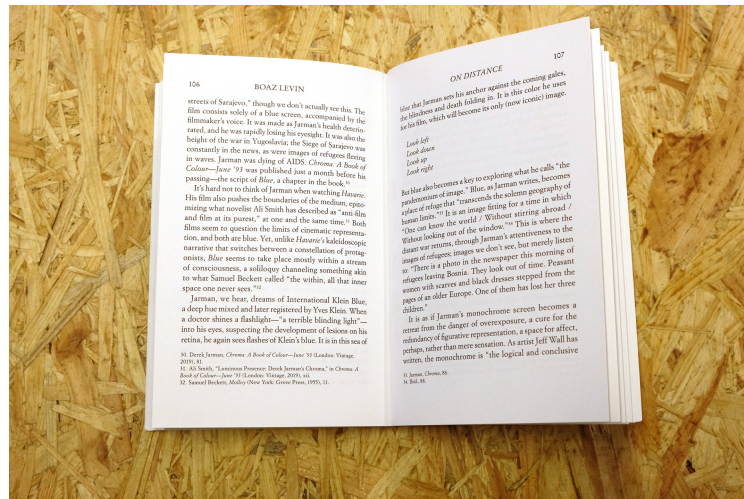 106
BOAZ LEVIN
streets of Sarajevo,” though we don’t actually see this. The
film consists solely of a blue screen, accompanied by the
filmmaker’s voice. It was made as Jarman’s health deterio-
rated, and he was rapidly losing his eyesight. It was also the
height of the war in Yugoslavia; the Siege of Sarajevo was
constantly in the news, as were images of refugees fleeing
in waves. Jarman was dying of AIDS. Chroma: A Book of
Colour—June ’93 was published just a month before his
passing—the script of Blue, a chapter in the book.³⁰
It’s hard not to think of Jarman when watching Havarie.
His film also pushes the boundaries of the medium, epito-
mizing what novelist Ali Smith has described as “anti-film
and film at its purest,” at one and the same time.³¹ Both
films seem to question the limits of cinematic representa-
tion, and both are blue. Yet, unlike Havarie’s kaleidoscopic
narrative that switches between a constellation of protag-
onists, Blue seems to take place mostly within a stream
of consciousness, a soliloquy channeling something akin
to what Samuel Beckett called “the within, all that inner
space one never sees.”³²
Jarman, we hear, dreams of International Klein Blue,
a deep hue mixed and later registered by Yves Klein. When
a doctor shines a flashlight—“a terrible blinding light”—
into his eyes, suspecting the development of lesions on his
retina, he again sees flashes of Klein’s blue. It is in this sea of
30. Derek Jarman, Chroma: A Book of Colour—June ’93 (London: Vintage,
2019), 81.
31. Ali Smith, “Luminous Presence: Derek Jarman’s Chroma,” in Chroma: A
Book of Colour—June ’93 (London: Vintage, 2019), xii.
32. Samuel Beckett, Molloy (New York: Grove Press, 1955), 11.
107
ON DISTANCE
blue that Jarman sets his anchor against the coming gales,
the blindness and death folding in. It is this color he uses
for his film, which will become its only (now iconic) image.
Look left
Look down
Look up
Look right
But blue also becomes a key to exploring what he calls “the
pandemonium of image.” Blue, as Jarman writes, becomes
a place of refuge that “transcends the solemn geography of
human limits.”³³ It is an image fitting for a time in which
“One can know the world / Without stirring abroad /
Without looking out of the window.”³⁴ This is where the
distant war returns, through Jarman’s attentiveness to the
images of refugees; images we don’t see, but merely listen
to: “There is a photo in the newspaper this morning of
refugees leaving Bosnia. They look out of time. Peasant
women with scarves and black dresses stepped from the
pages of an older Europe. One of them has lost her three
children.”
It is as if Jarman’s monochrome screen becomes a
retreat from the danger of overexposure, a cure for the
redundancy of figurative representation, a space for affect,
perhaps, rather than mere sensation. As artist Jeff Wall has
written, the monochrome is “the logical and conclusive
33. Jarman, Chroma, 86.
34. Ibid, 86.